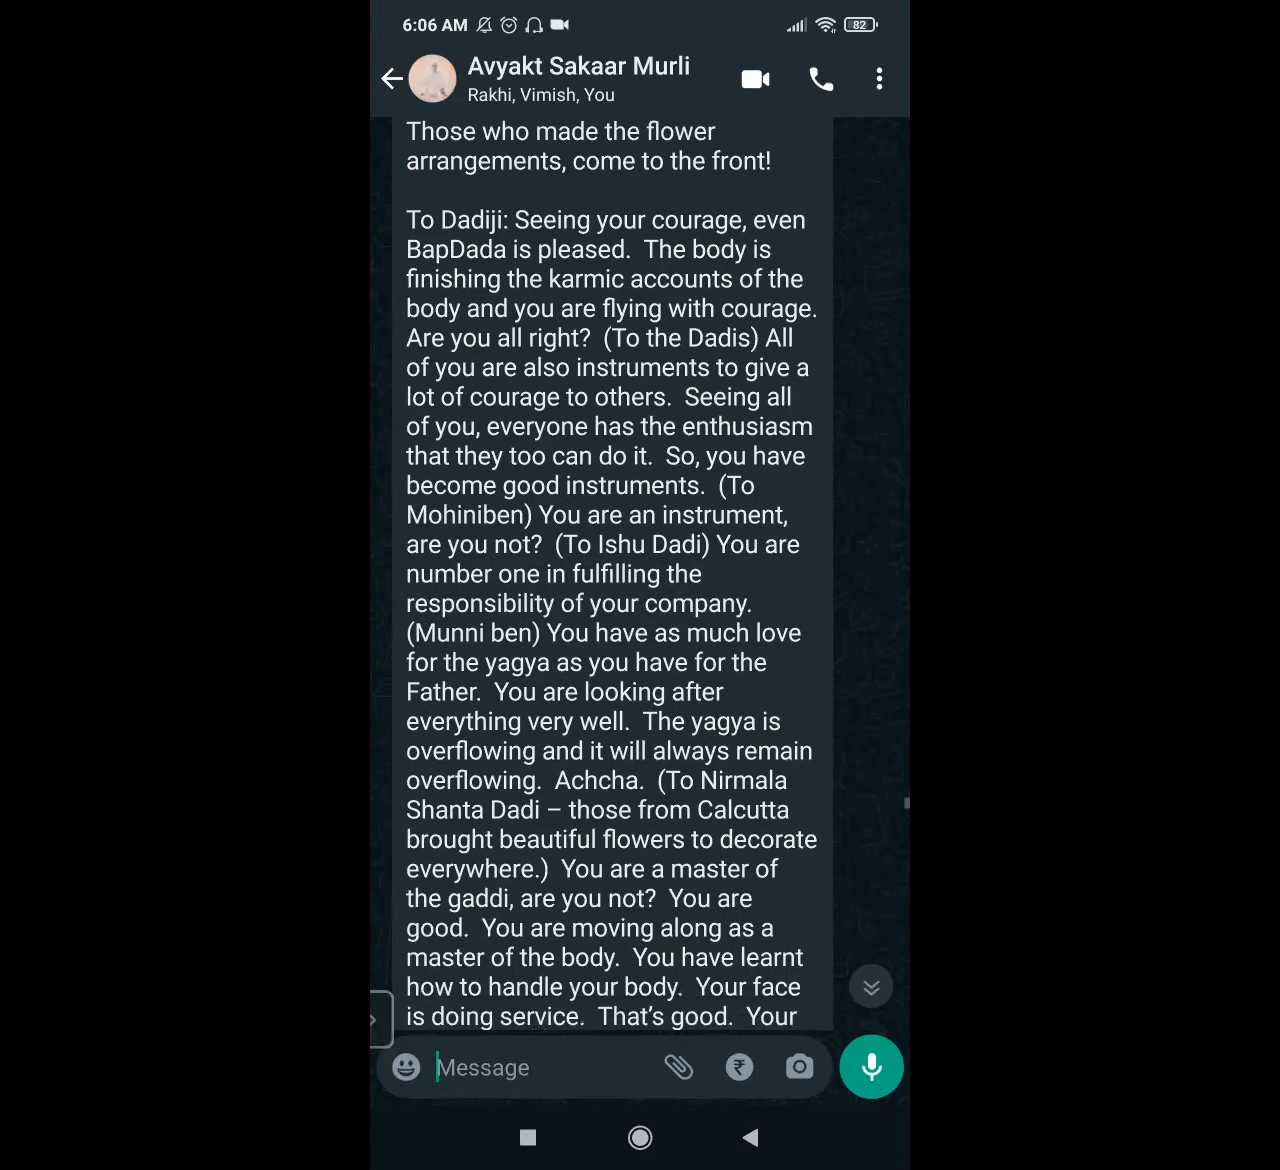 6:06 AM
82
Avyakt Sakaar Murli
Rakhi, Vimish, You
Those who made the flower
arrangements, come to the front!
To Dadiji: Seeing your courage, even
BapDada is pleased.  The body is
finishing the karmic accounts of the
body and you are flying with courage.
Are you all right?  (To the Dadis) All
of you are also instruments to give a
lot of courage to others.  Seeing all
of you, everyone has the enthusiasm
that they too can do it.  So, you have
become good instruments.  (To
Mohiniben) You are an instrument,
are you not?  (To Ishu Dadi) You are
number one in fulfilling the
responsibility of your company.
(Munni ben) You have as much love
for the yagya as you have for the
Father.  You are looking after
everything very well.  The yagya is
overflowing and it will always remain
overflowing.  Achcha.  (To Nirmala
Shanta Dadi – those from Calcutta
brought beautiful flowers to decorate
everywhere.)  You are a master of
the gaddi, are you not?  You are
good.  You are moving along as a
master of the body.  You have learnt
how to handle your body.  Your face
is doing service.  That’s good.  Your
Message
₹